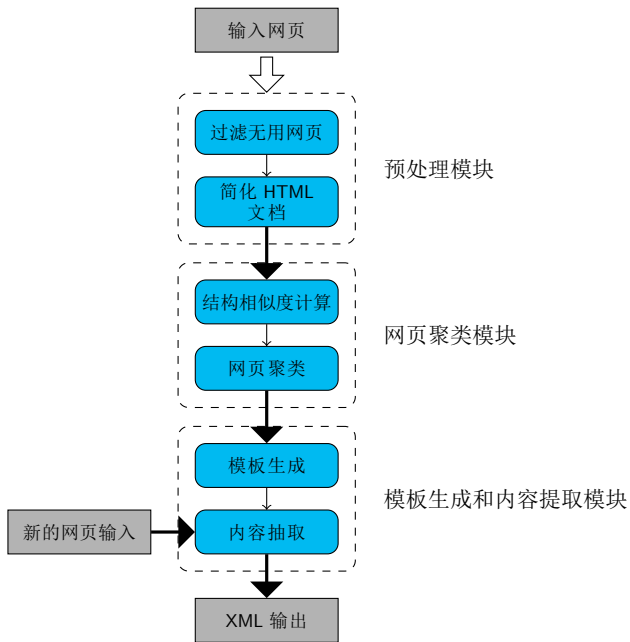 输入网页
过滤无用网页
预处理模块
简化 HTML
文档
结构相似度计算
网页聚类模块
网页聚类
模板生成
模板生成和内容提取模块
新的网页输入
内容抽取
XML 输出